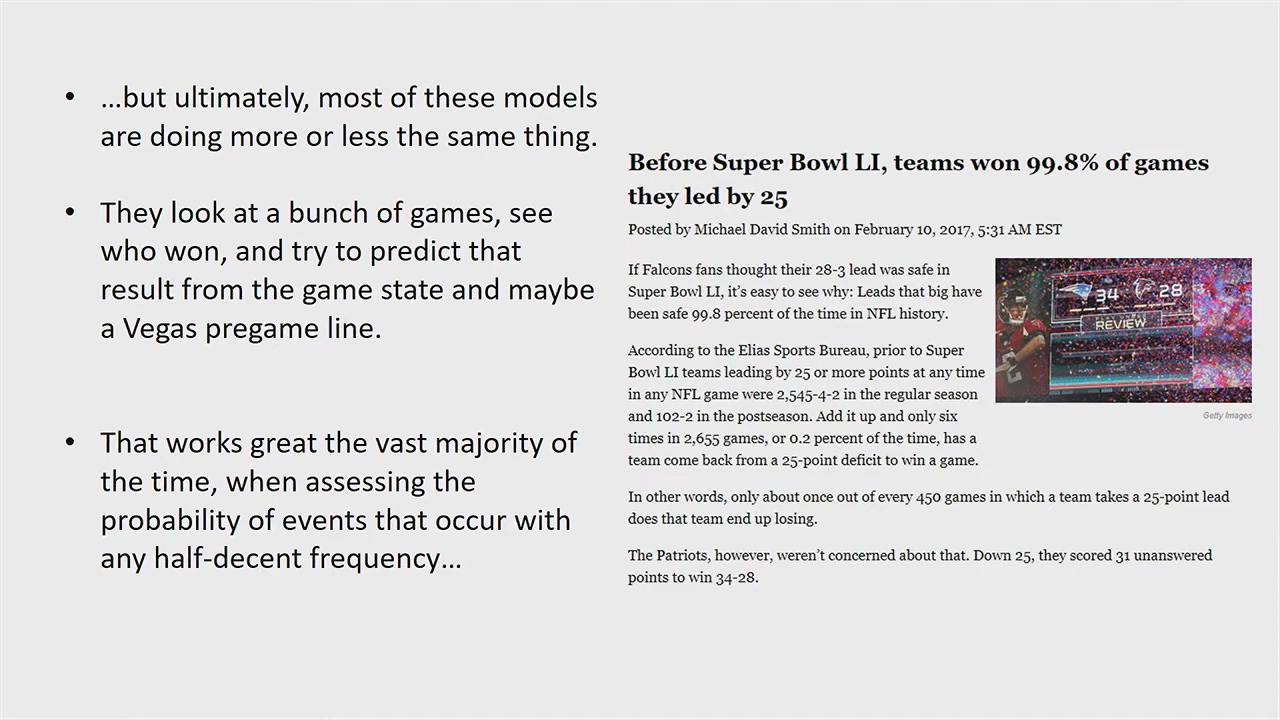 • …but ultimately, most of these models
are doing more or less the same thing.
• They look at a bunch of games, see
who won, and try to predict that
result from the game state and maybe
a Vegas pregame line.
• That works great the vast majority of
the time, when assessing the
probability of events that occur with
any half-decent frequency…
Before Super Bowl LI, teams won 99.8% of games
they led by 25
Posted by Michael David Smith on February 10, 2017, 5:31 AM EST
If Falcons fans thought their 28-3 lead was safe in
Super Bowl LI, it’s easy to see why: Leads that big have
been safe 99.8 percent of the time in NFL history.
According to the Elias Sports Bureau, prior to Super
Bowl LI teams leading by 25 or more points at any time
in any NFL game were 2,545-4-2 in the regular season
and 102-2 in the postseason. Add it up and only six
times in 2,655 games, or 0.2 percent of the time, has a
team come back from a 25-point deficit to win a game.
34 28
REVIEW
Getty Images
In other words, only about once out of every 450 games in which a team takes a 25-point lead
does that team end up losing.
The Patriots, however, weren’t concerned about that. Down 25, they scored 31 unanswered
points to win 34-28.